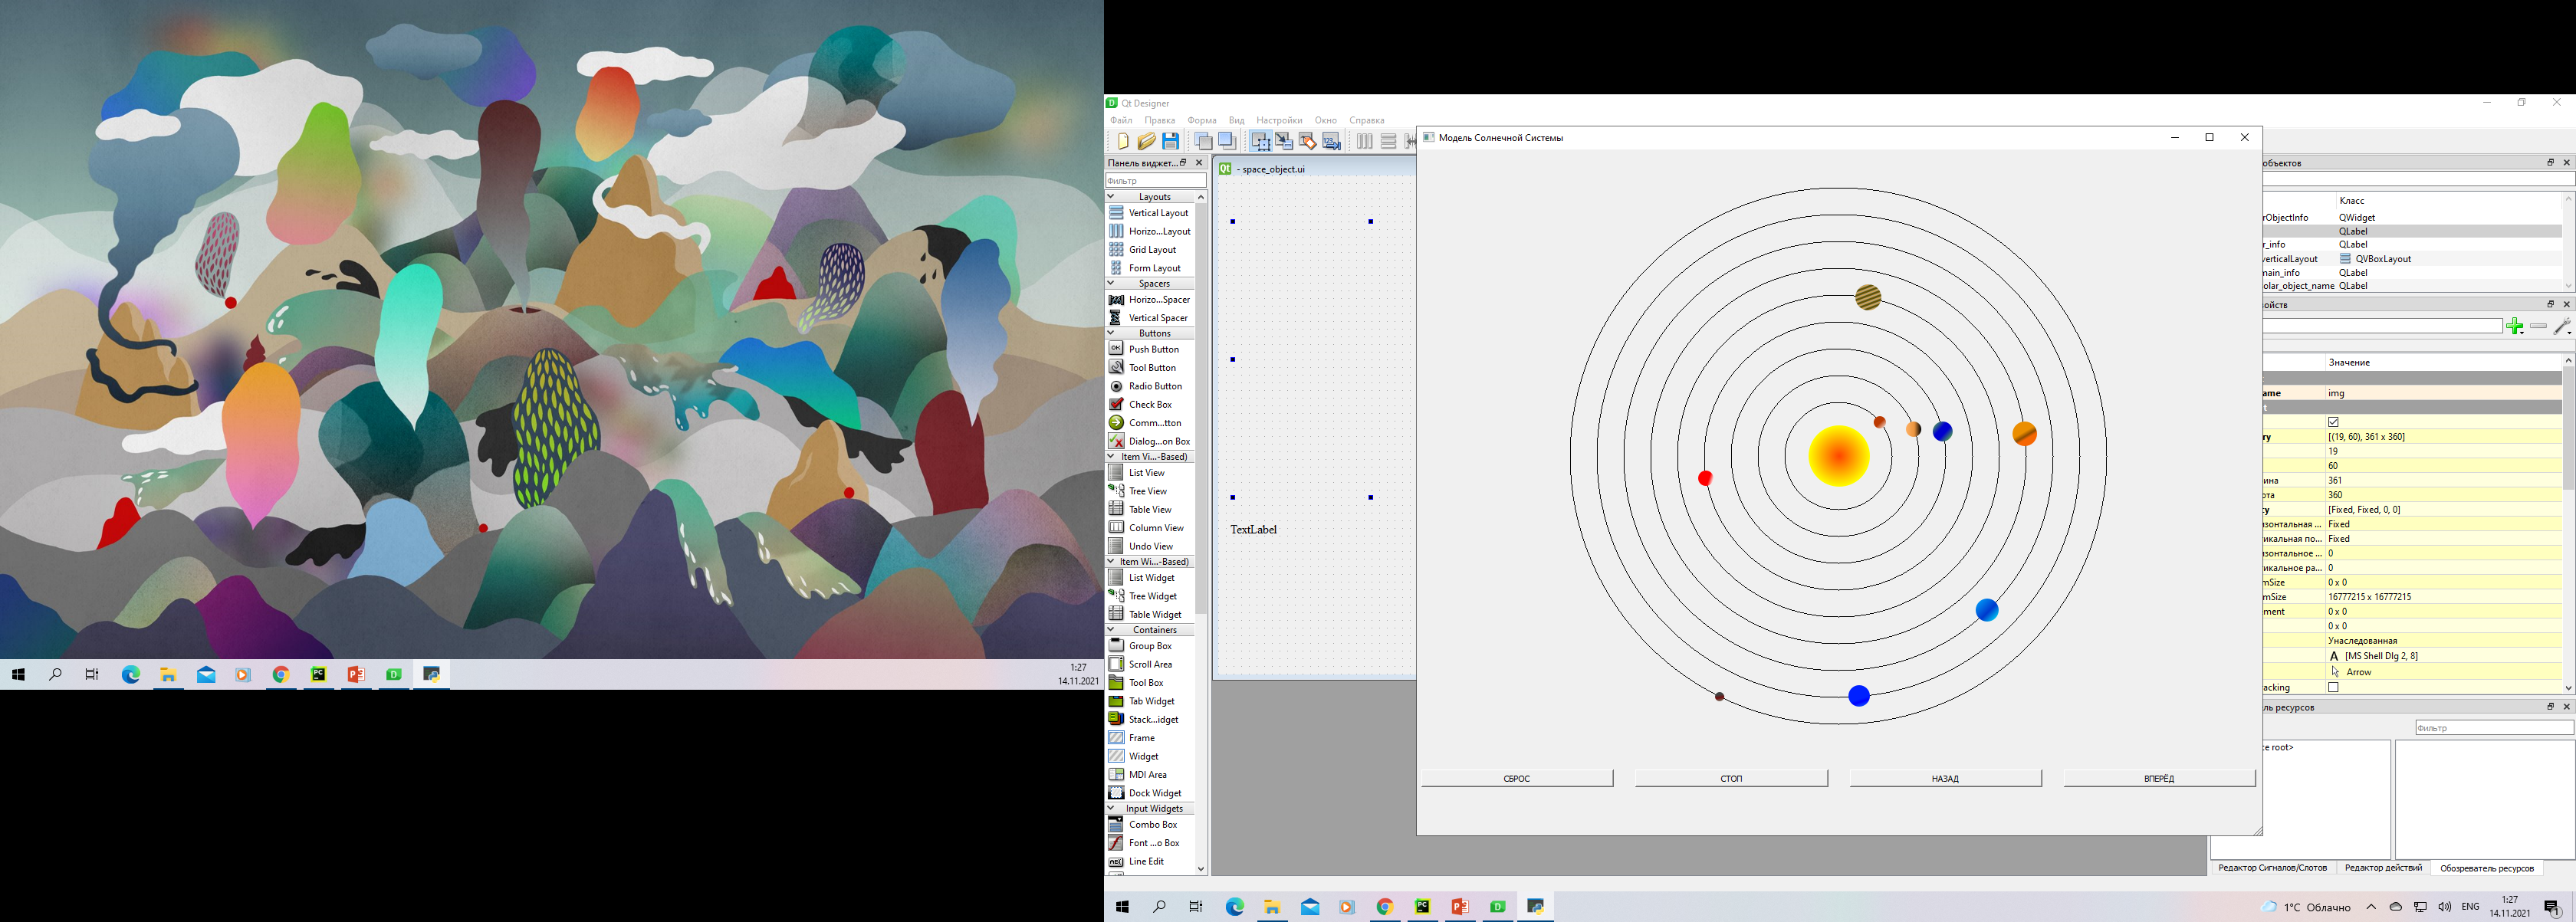 1:27
14.11.2021
Qt Designer
Файл Правка Форма Вид Настройки Окно Справка
Панель виджет...
Фильтр
Layouts
Vertical Layout
Horizo...Layout
Grid Layout
Form Layout
Spacers
Horizo...Spacer
Vertical Spacer
Buttons
Push Button
Tool Button
Radio Button
Check Box
Comm...tton
Dialog...on Box
Item Vi...-Based)
List View
Tree View
Table View
Column View
Undo View
Item Wi...-Based)
List Widget
Tree Widget
Table Widget
Containers
Group Box
Scroll Area
Tool Box
Tab Widget
Stack...idget
Frame
Widget
MDI Area
Dock Widget
Input Widgets
Combo Box
Font ...o Box
Line Edit
- space_object.ui
TextLabel
Модель Солнечной Системы
СБРОС СТОП НАЗАД ВПЕРЁД
объектов
Класс
rObjectInfo QWidget
QLabel
r_info QLabel
verticalLayout QVBoxLayout
main_info QLabel
olar_object_name QLabel
йств
Значение
ame img
ry [(19, 60), 361 x 360]
19
60
ина 361
ота 360
cy [Fixed, Fixed, 0, 0]
изонтальная ... Fixed
икальная по... Fixed
изонтальное ... 0
икальное ра... 0
mSize 0 x 0
mSize 16777215 x 16777215
ment 0 x 0
0 x 0
Унаследованная
A [MS Shell Dlg 2, 8]
Arrow
acking
ль ресурсов
Фильтр
ce root>
Редактор Сигналов/Слотов Редактор действий Обозреватель ресурсов
1°C Облачно ENG
1:27
14.11.2021